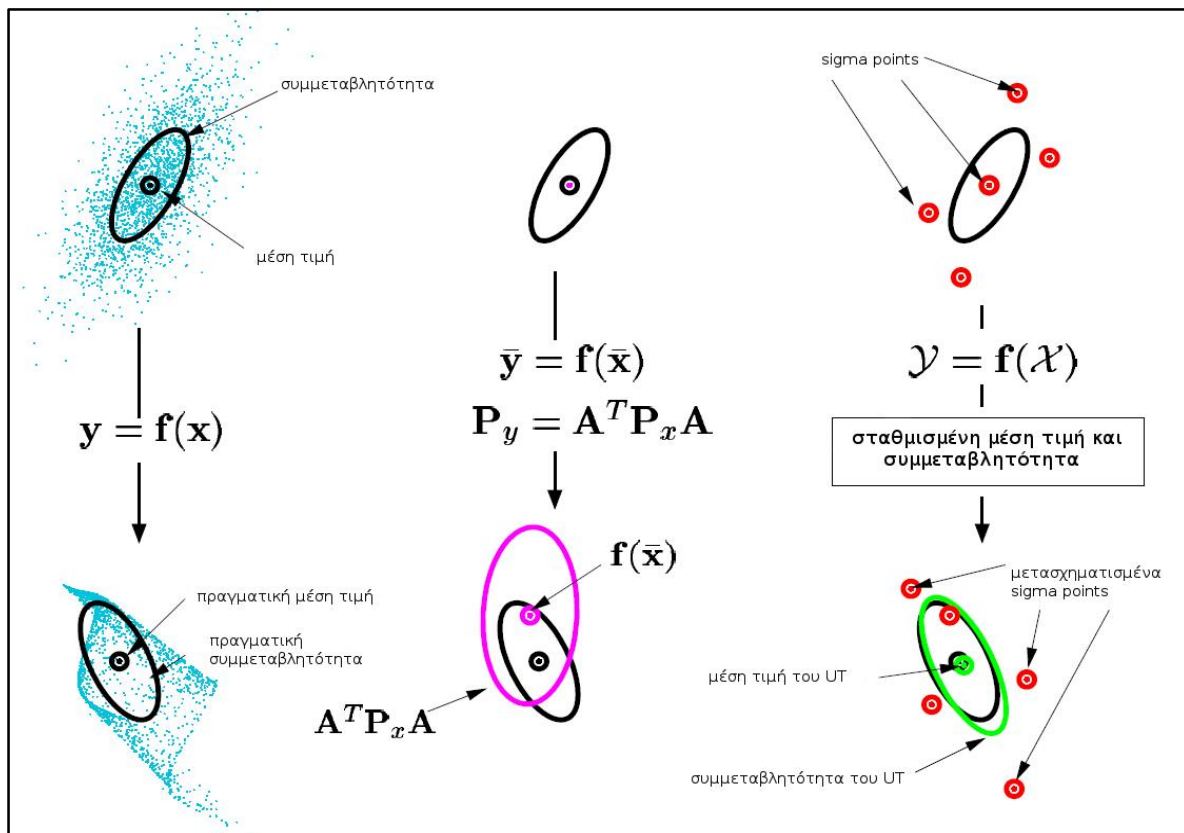 συμμεταβλητότητα
μέση τιμή
y = f(x)
πραγματική μέση τιμή
πραγματική
συμμεταβλητότητα
ȳ = f(x̄)
P_y = A^T P_x A
f(x̄)
A^T P_x A
sigma points
𝒴 = f(𝒳)
σταθμισμένη μέση τιμή και
συμμεταβλητότητα
μετασχηματισμένα
sigma points
μέση τιμή του UT
συμμεταβλητότητα του UT